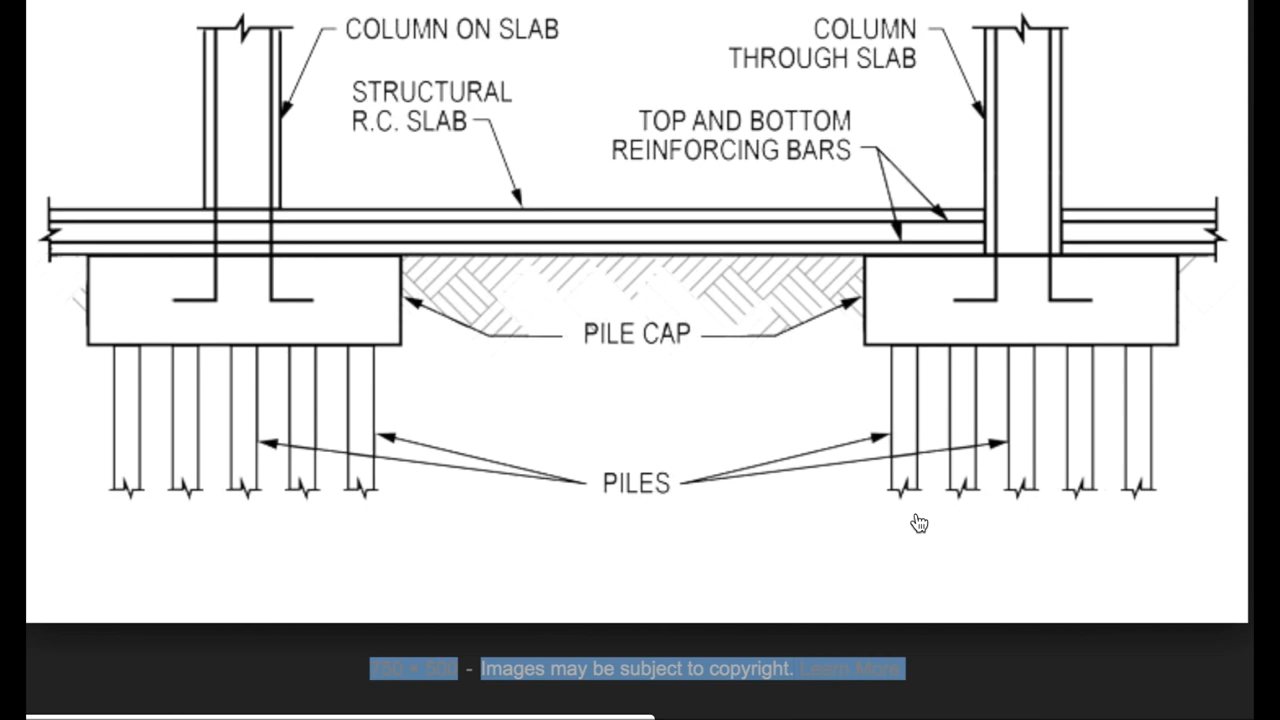 COLUMN ON SLAB
STRUCTURAL
R.C. SLAB
COLUMN
THROUGH SLAB
TOP AND BOTTOM
REINFORCING BARS
PILE CAP
PILES
- Images may be subject to copyright. Learn More